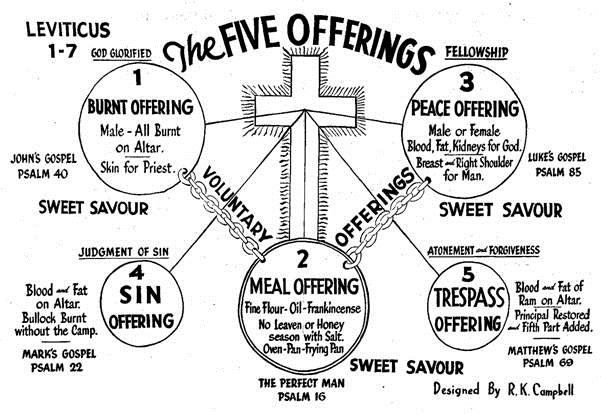 LEVITICUS
1-7
The FIVE OFFERINGS
GOD GLORIFIED
1
BURNT OFFERING
Male - All Burnt
on Altar.
Skin for Priest.
JOHN'S GOSPEL
PSALM 40
SWEET SAVOUR
FELLOWSHIP
3
PEACE OFFERING
Male or Female
Blood, Fat, Kidneys for God.
Breast and Right Shoulder
for Man.
LUKE'S GOSPEL
PSALM 85
SWEET SAVOUR
VOLUNTARY
OFFERINGS
2
MEAL OFFERING
Fine Flour - Oil - Frankincense
No Leaven or Honey
season with Salt.
Oven - Pan - Frying Pan
SWEET SAVOUR
THE PERFECT MAN
PSALM 16
JUDGMENT OF SIN
4
SIN
OFFERING
Blood and Fat
on Altar.
Bullock Burnt
without the Camp.
MARK'S GOSPEL
PSALM 22
ATONEMENT and FORGIVENESS
5
TRESPASS
OFFERING
Blood and Fat of
Ram on Altar.
Principal Restored
and Fifth Part Added.
MATTHEW'S GOSPEL
PSALM 69
Designed By R.K. Campbell